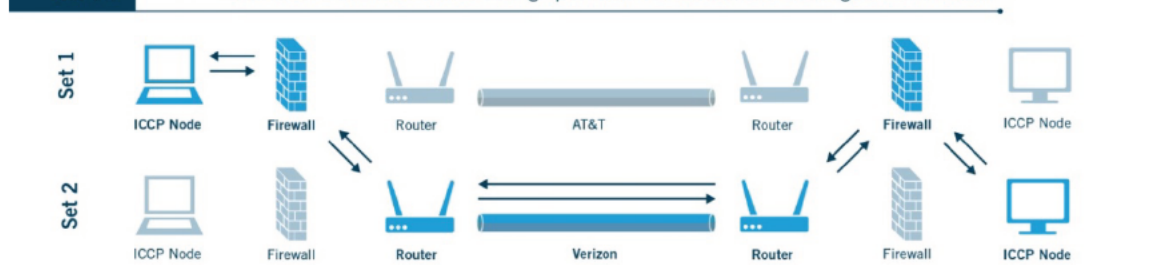 Set 1
ICCP Node Firewall Router AT&T Router Firewall ICCP Node
Set 2
ICCP Node Firewall Router Verizon Router Firewall ICCP Node